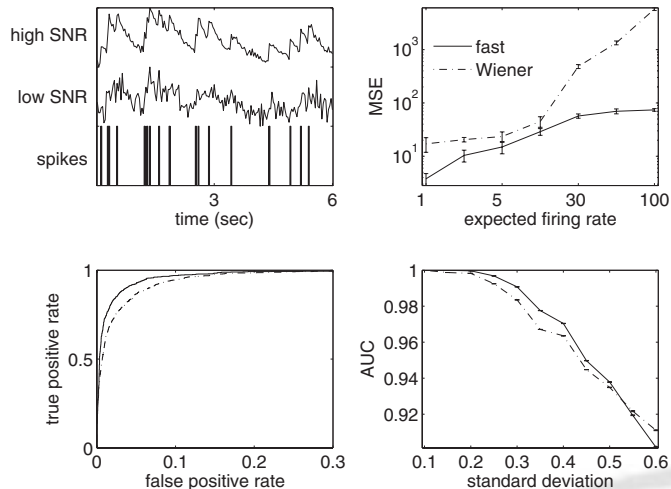 high SNR
low SNR
spikes
3
6
time (sec)
MSE
10^3
10^2
10^1
fast
Wiener
1
5
30
100
expected firing rate
true positive rate
1
0.5
0
0
0.1
0.2
0.3
false positive rate
AUC
1
0.98
0.96
0.94
0.92
0.1
0.2
0.3
0.4
0.5
0.6
standard deviation